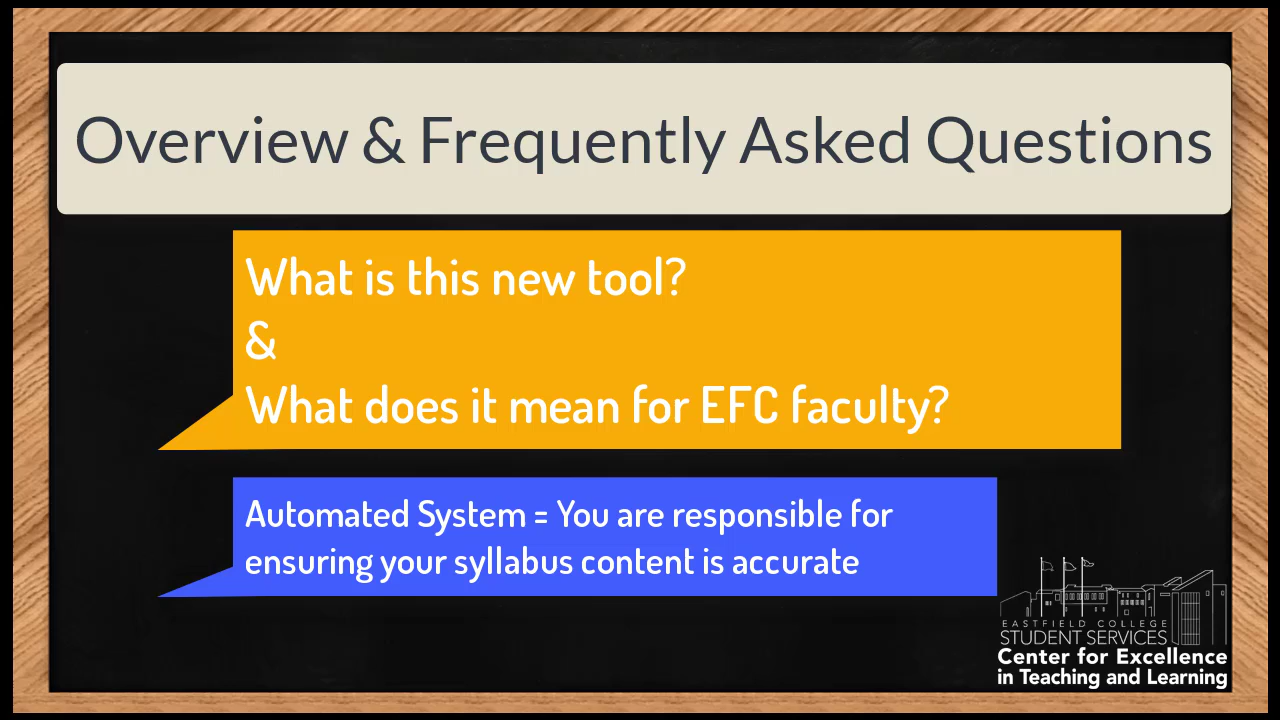 Overview & Frequently Asked Questions
What is this new tool?
&
What does it mean for EFC faculty?
Automated System = You are responsible for
ensuring your syllabus content is accurate
EASTFIELD COLLEGE
STUDENT SERVICES
Center for Excellence
in Teaching and Learning